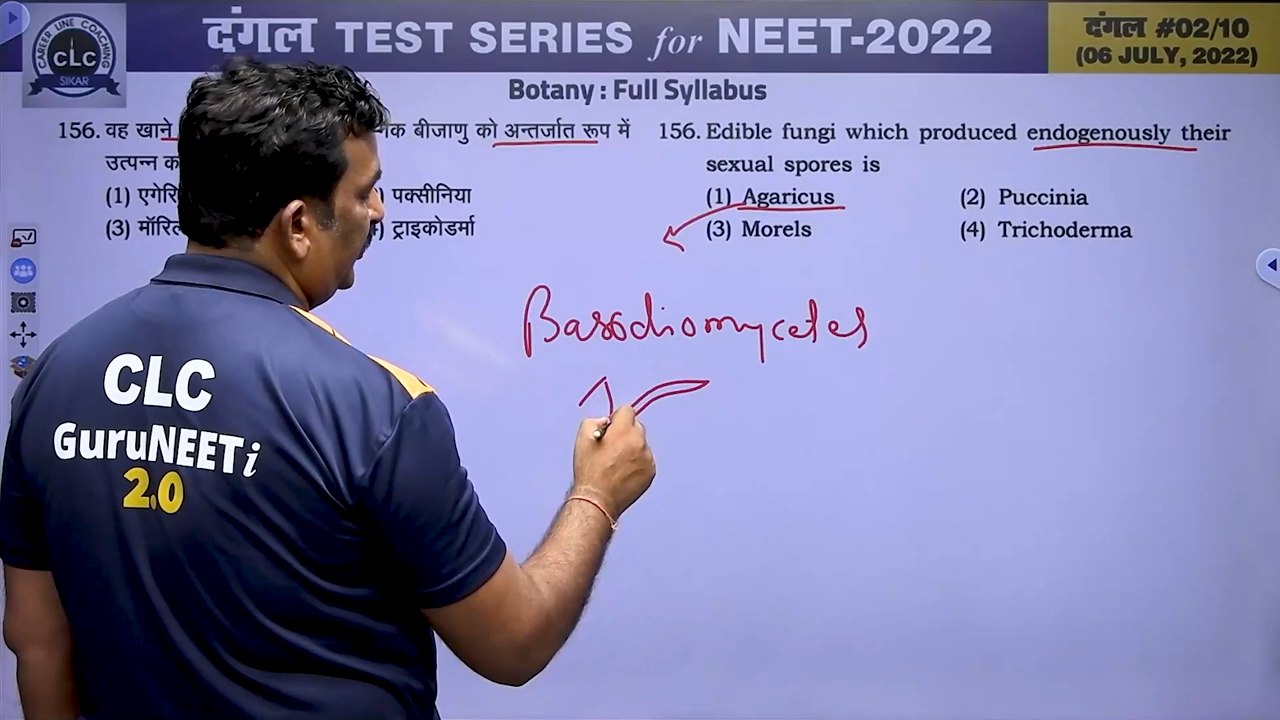 CAREER LINE COACHING
CLC
SIKAR
दंगल TEST SERIES for NEET-2022
दंगल #02/10
(06 JULY, 2022)
Botany : Full Syllabus
156. वह खाने बीजाणु को अन्तर्जात रूप में
उत्पन्न
(1) पक्सीनिया
(3) ट्राइकोडर्मा
156. Edible fungi which produced endogenously their
sexual spores is
(1) Agaricus (2) Puccinia
(3) Morels (4) Trichoderma
Basodiomycetes
CLC
GuruNEETi
2.0